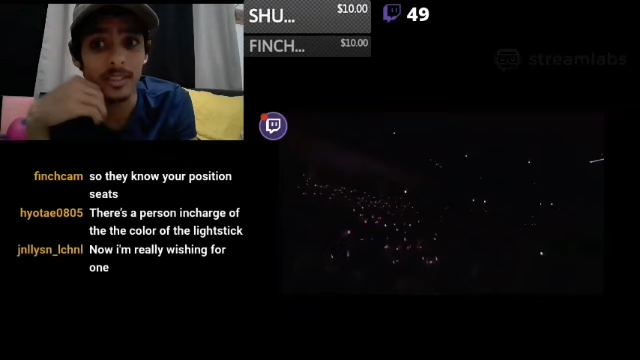 SHU...
$10.00
FINCH...
$10.00
49
streamlabs
finchcam so they know your position
seats
hyotae0805 There's a person incharge of
the the color of the lightstick
jnllysn_lchnl Now i'm really wishing for
one